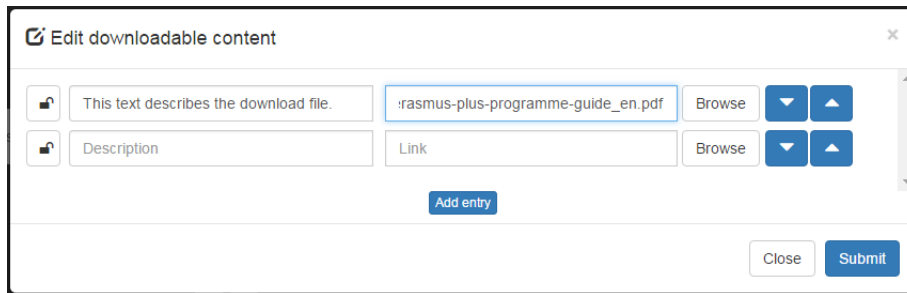 Edit downloadable content ×
This text describes the download file. erasmus-plus-programme-guide_en.pdf Browse
Description Link Browse
Add entry
Close Submit